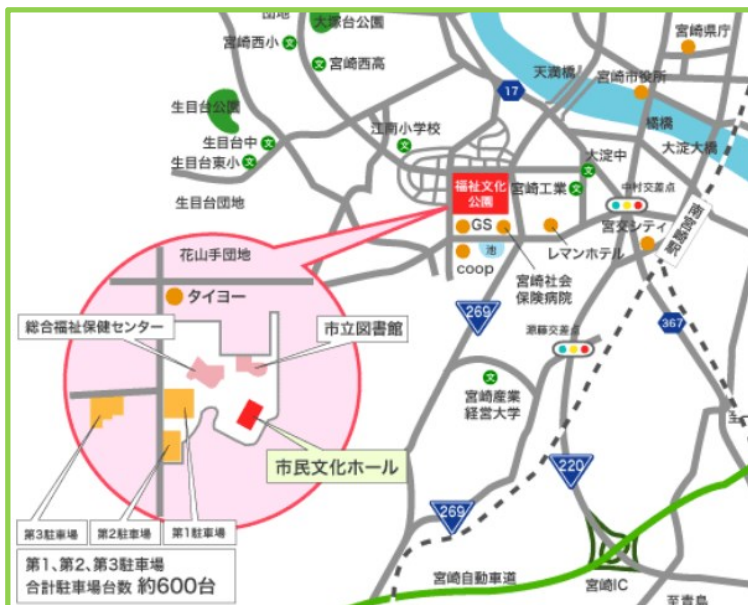 団地
大塚台公園
宮崎西小
文
文
宮崎西高
宮崎県庁
天満橋
宮崎市役所
17
生目台公園
江南小学校
文
橘橋
生目台中
文
大淀大橋
生目台東小
文
大淀中
文
福祉文化
公園
宮崎工業
文
中村交差点
生目台団地
南宮崎駅
GS
宮交シティ
池
レマンホテル
coop
宮崎社会
保険病院
花山手団地
タイヨー
269
367
総合福祉保健センター
市立図書館
源藤交差点
文
宮崎産業
経営大学
市民文化ホール
220
269
第3駐車場
第2駐車場
第1駐車場
第1、第2、第3駐車場
合計駐車場台数 約600台
宮崎自動車道
宮崎IC
至青島